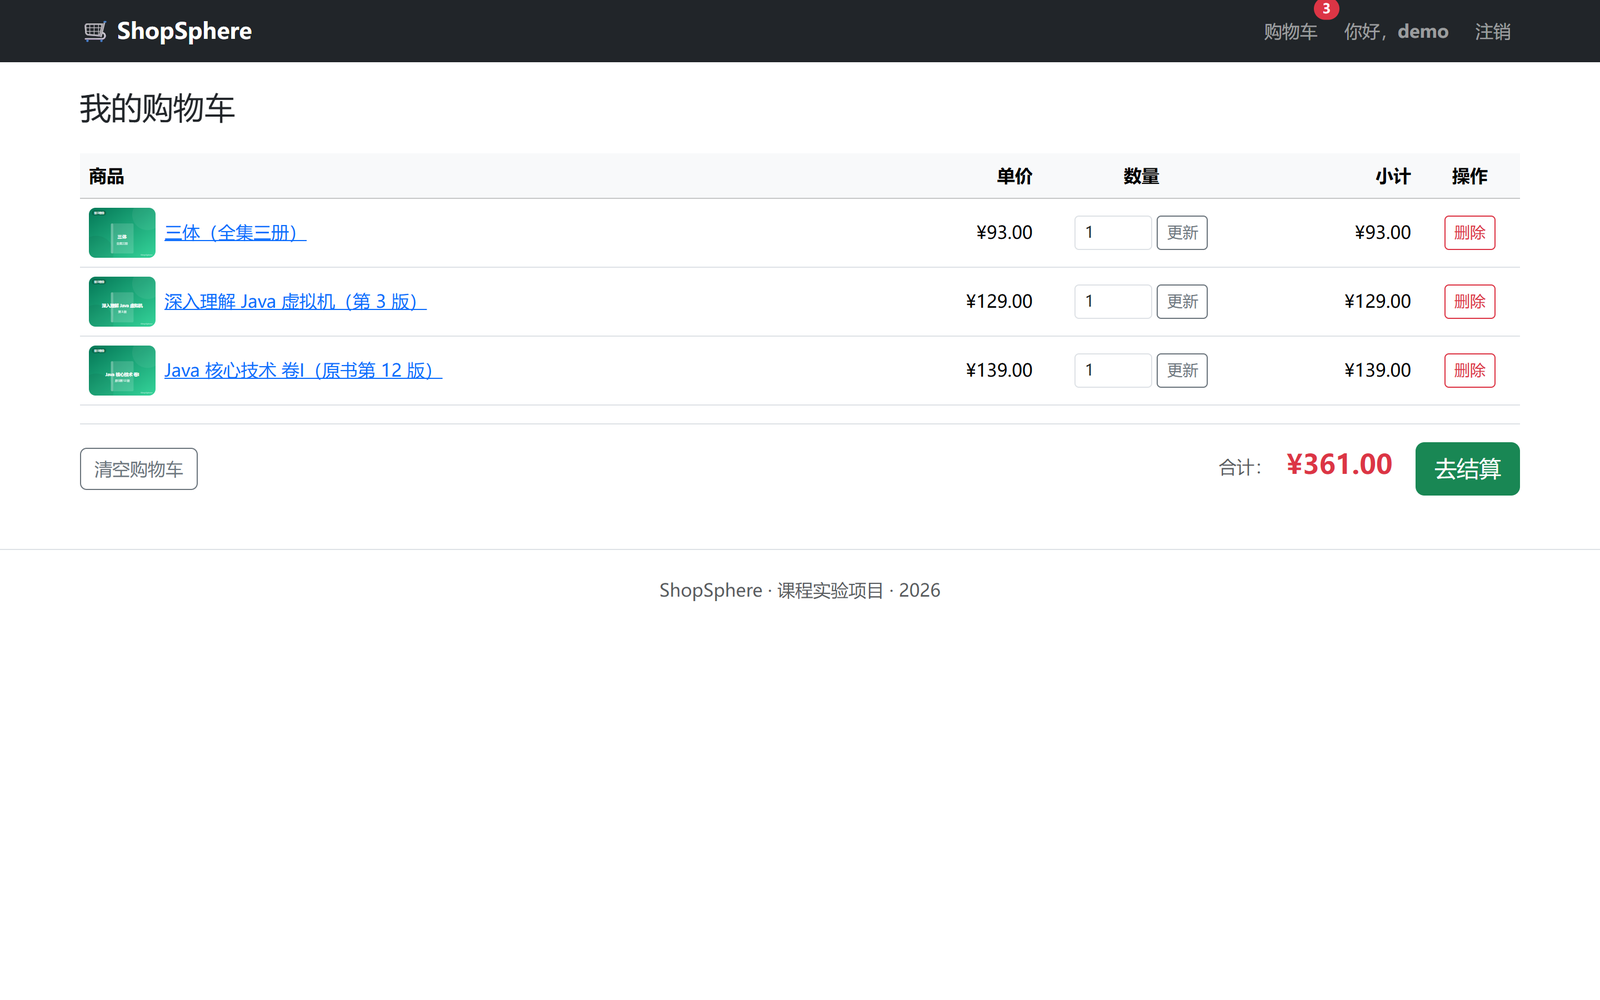 ShopSphere
购物车 3 你好，demo 注销
我的购物车
商品 单价 数量 小计 操作
三体（全集三册） ¥93.00 1 更新 ¥93.00 删除
深入理解 Java 虚拟机（第 3 版） ¥129.00 1 更新 ¥129.00 删除
Java 核心技术 卷I（原书第 12 版） ¥139.00 1 更新 ¥139.00 删除
清空购物车 合计： ¥361.00 去结算
ShopSphere · 课程实验项目 · 2026